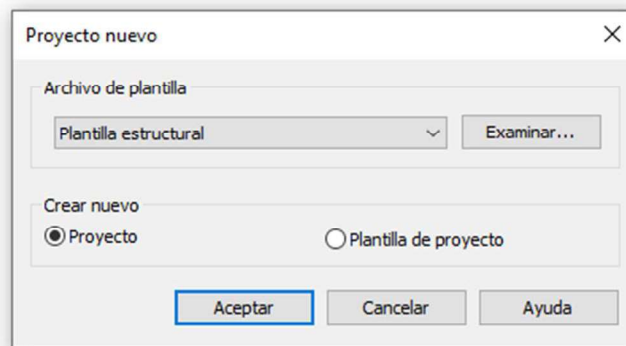 Proyecto nuevo
Archivo de plantilla
Plantilla estructural
Examinar...
Crear nuevo
Proyecto
Plantilla de proyecto
Aceptar
Cancelar
Ayuda